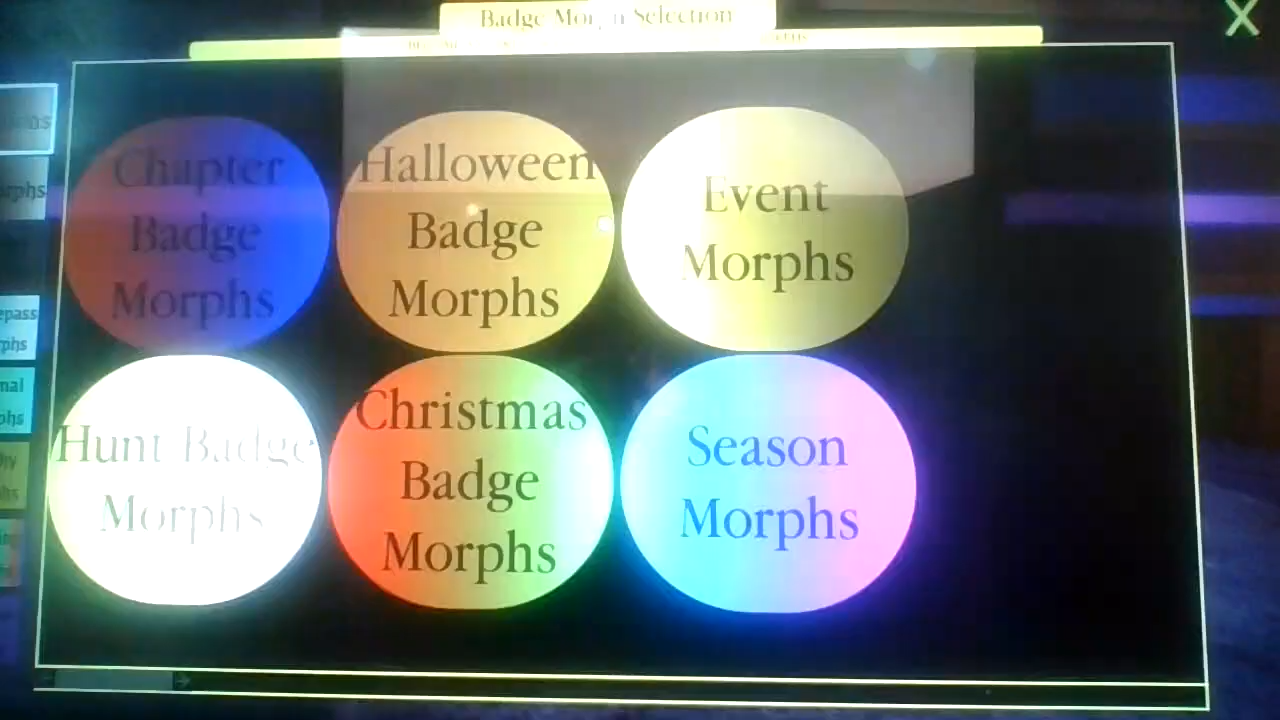 Badge Morph Selection
X
Chapter
Badge
Morphs
Halloween
Badge
Morphs
Event
Morphs
Hunt Badge
Morphs
Christmas
Badge
Morphs
Season
Morphs